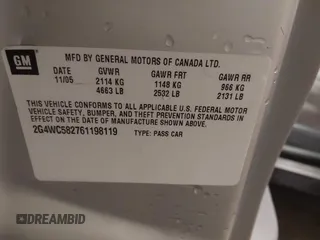 GM
MFD BY GENERAL MOTORS OF CANADA LTD.
DATE GVWR GAWR FRT GAWR RR
11/05 2114 KG 1148 KG 966 KG
4663 LB 2532 LB 2131 LB
THIS VEHICLE CONFORMS TO ALL APPLICABLE U.S. FEDERAL MOTOR
VEHICLE SAFETY, BUMPER, AND THEFT PREVENTION STANDARDS IN
EFFECT ON THE DATE OF MANUFACTURE SHOWN ABOVE.
2G4WC582761198119 TYPE: PASS CAR
DREAMBID